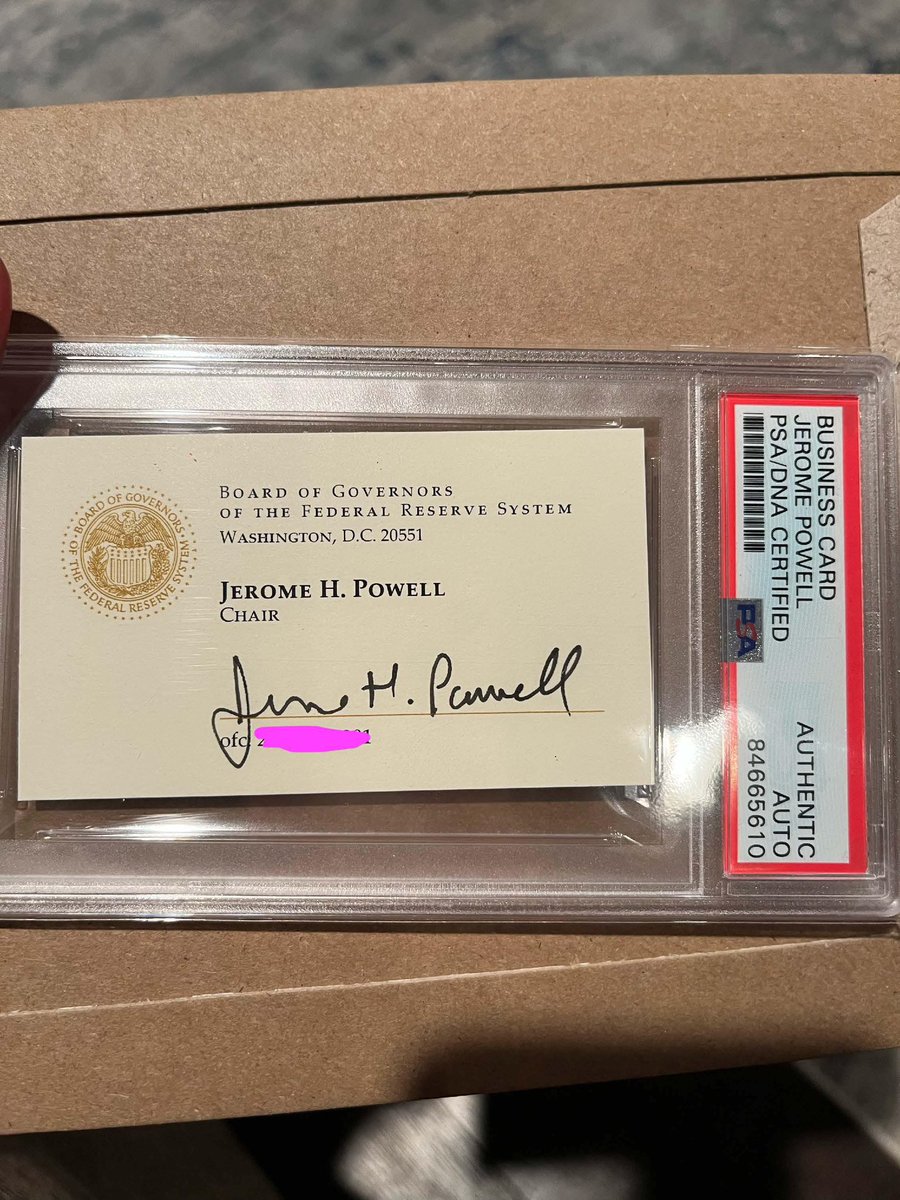 BOARD OF GOVERNORS
OF THE FEDERAL RESERVE SYSTEM
BOARD OF GOVERNORS
OF THE FEDERAL RESERVE SYSTEM
WASHINGTON, D.C. 20551
JEROME H. POWELL
CHAIR
Jerome H. Powell
ofc.
BUSINESS CARD
JEROME POWELL
PSA/DNA CERTIFIED
PSA
AUTHENTIC
AUTO
84665610